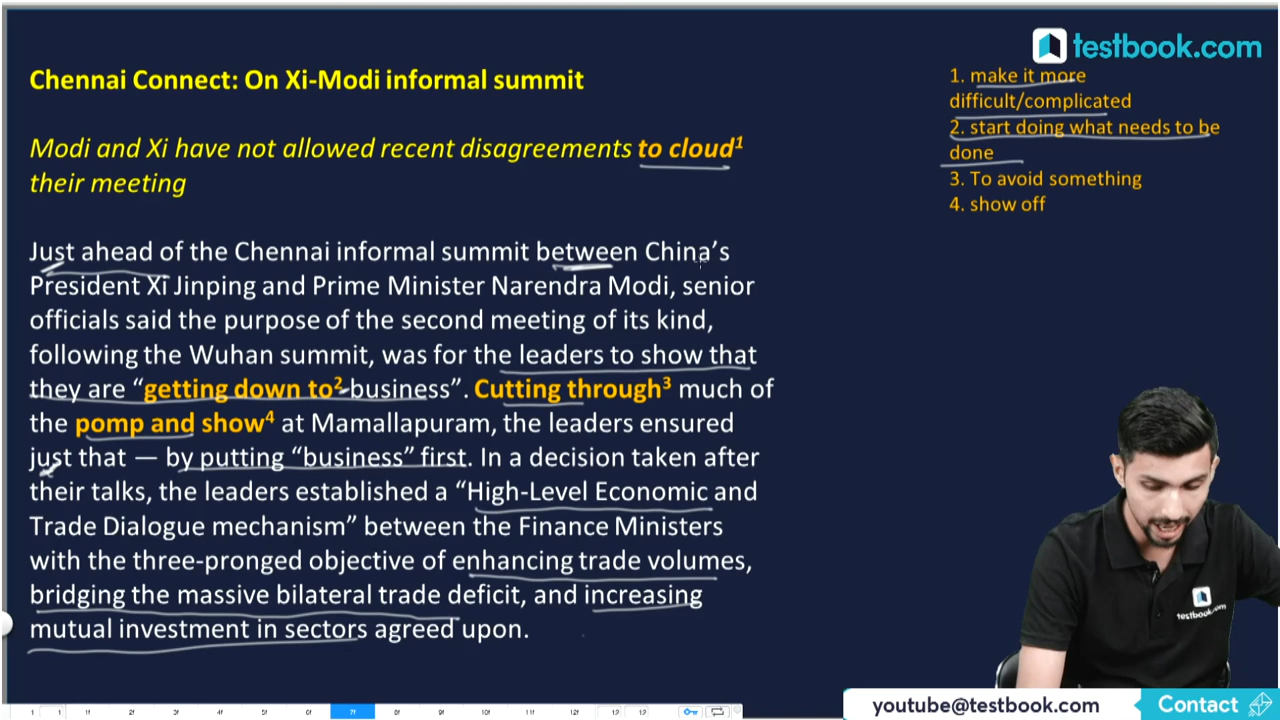 testbook.com
Chennai Connect: On Xi-Modi informal summit
Modi and Xi have not allowed recent disagreements to cloud¹
their meeting
Just ahead of the Chennai informal summit between China’s
President Xi Jinping and Prime Minister Narendra Modi, senior
officials said the purpose of the second meeting of its kind,
following the Wuhan summit, was for the leaders to show that
they are “getting down to²-business”. Cutting through³ much of
the pomp and show⁴ at Mamallapuram, the leaders ensured
just that — by putting “business” first. In a decision taken after
their talks, the leaders established a “High-Level Economic and
Trade Dialogue mechanism” between the Finance Ministers
with the three-pronged objective of enhancing trade volumes,
bridging the massive bilateral trade deficit, and increasing
mutual investment in sectors agreed upon.
1. make it more
difficult/complicated
2. start doing what needs to be
done
3. To avoid something
4. show off
testbook.com
youtube@testbook.com
Contact